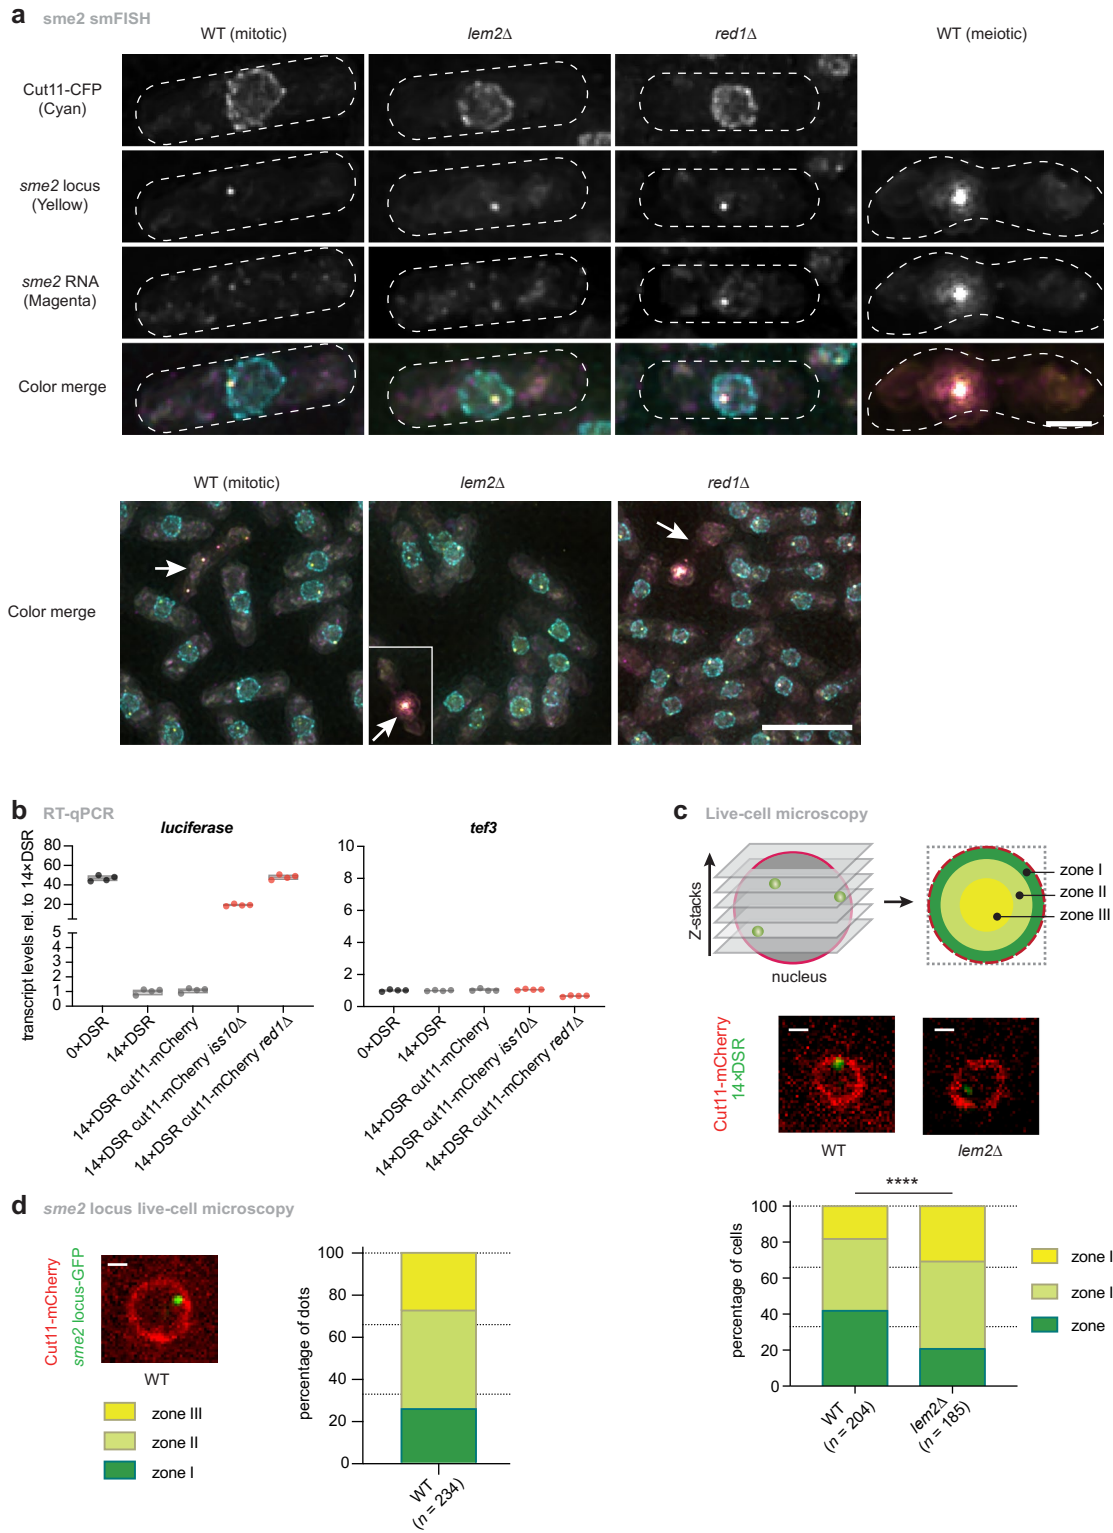 a sme2 smFISH
WT (mitotic) lem2Δ red1Δ WT (meiotic)
Cut11-CFP
(Cyan)
sme2 locus
(Yellow)
sme2 RNA
(Magenta)
Color merge
WT (mitotic) lem2Δ red1Δ
Color merge
b RT-qPCR
luciferase tef3
transcript levels rel. to 14×DSR
80
60
40
20
5
4
3
2
1
0
10
8
6
4
2
0
0×DSR
14×DSR
14×DSR cut11-mCherry
14×DSR cut11-mCherry iss10Δ
14×DSR cut11-mCherry red1Δ
0×DSR
14×DSR
14×DSR cut11-mCherry
14×DSR cut11-mCherry iss10Δ
14×DSR cut11-mCherry red1Δ
c Live-cell microscopy
Z-stacks
nucleus
zone I
zone II
zone III
Cut11-mCherry
14×DSR
WT lem2Δ
****
percentage of cells
100
80
60
40
20
0
WT
(n = 204)
lem2Δ
(n = 185)
zone I
zone I
zone
d sme2 locus live-cell microscopy
Cut11-mCherry
sme2 locus-GFP
WT
zone III
zone II
zone I
percentage of dots
100
80
60
40
20
0
WT
(n = 234)